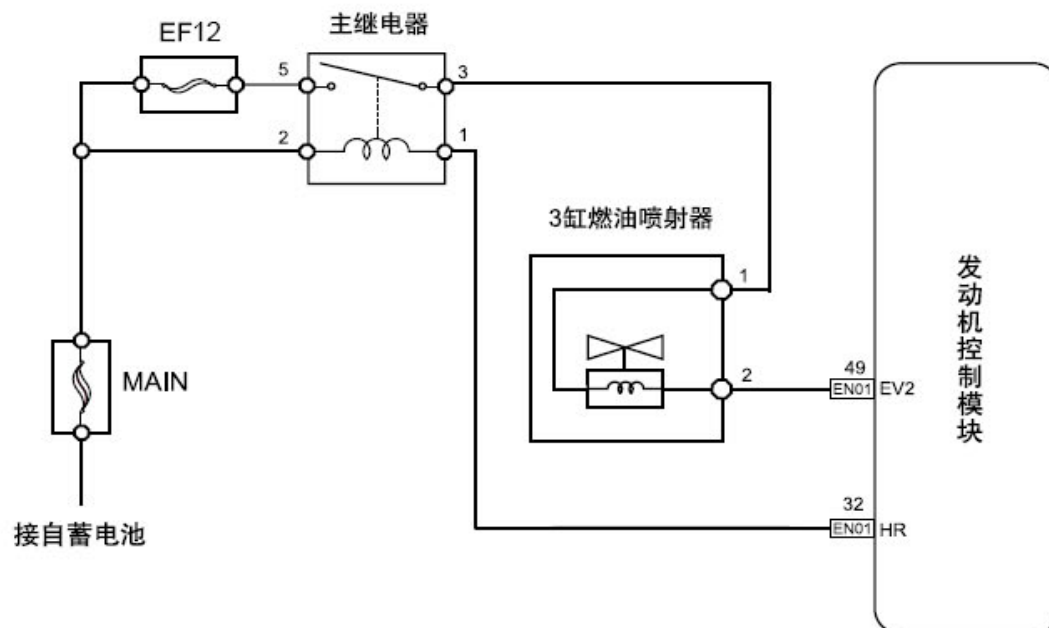 主继电器
EF12
5
3
2
1
3缸燃油喷射器
1
2
MAIN
接自蓄电池
49
EN01 EV2
32
EN01 HR
发动机控制模块